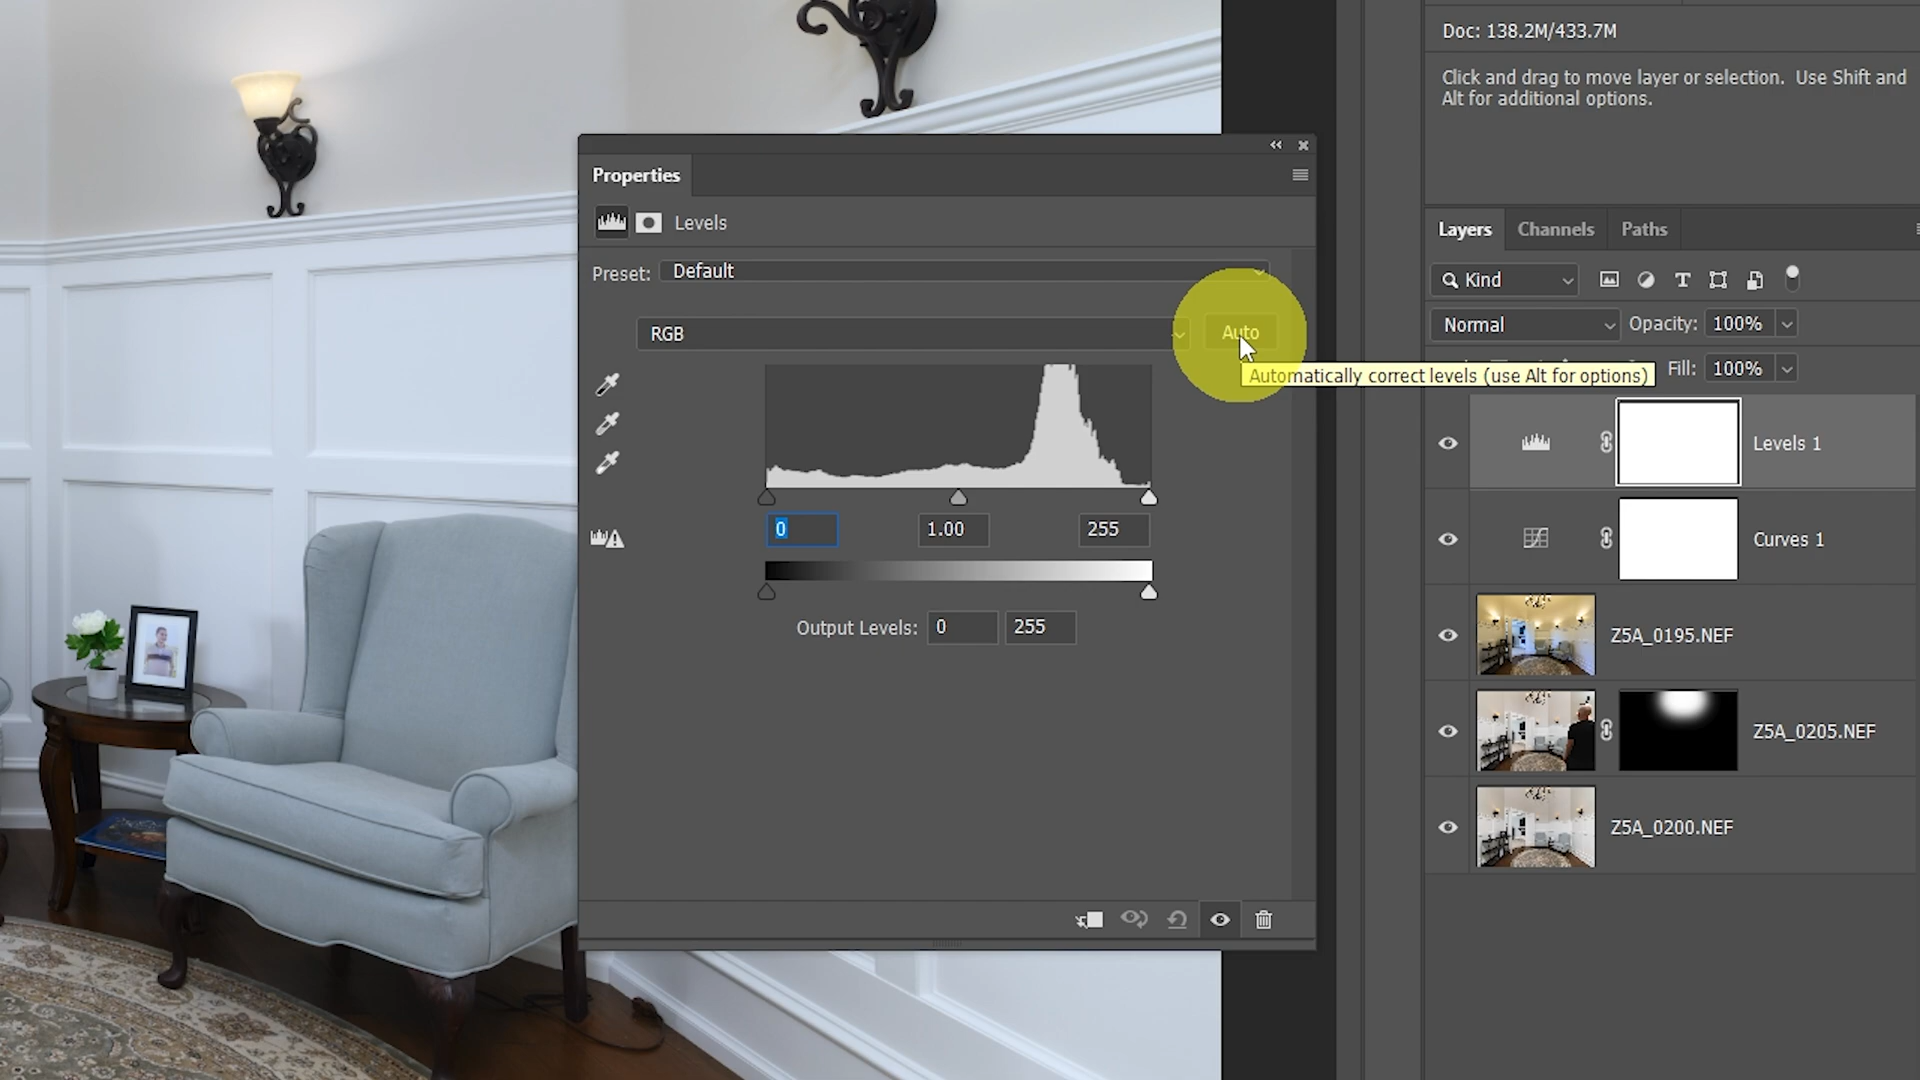 Doc: 138.2M/433.7M
Click and drag to move layer or selection. Use Shift and
Alt for additional options.
Properties
Levels
Preset: Default
RGB
Auto
Automatically correct levels (use Alt for options)
0
1.00
255
Output Levels: 0 255
Layers Channels Paths
Kind
Normal
Opacity: 100%
Fill: 100%
Levels 1
Curves 1
Z5A_0195.NEF
Z5A_0205.NEF
Z5A_0200.NEF